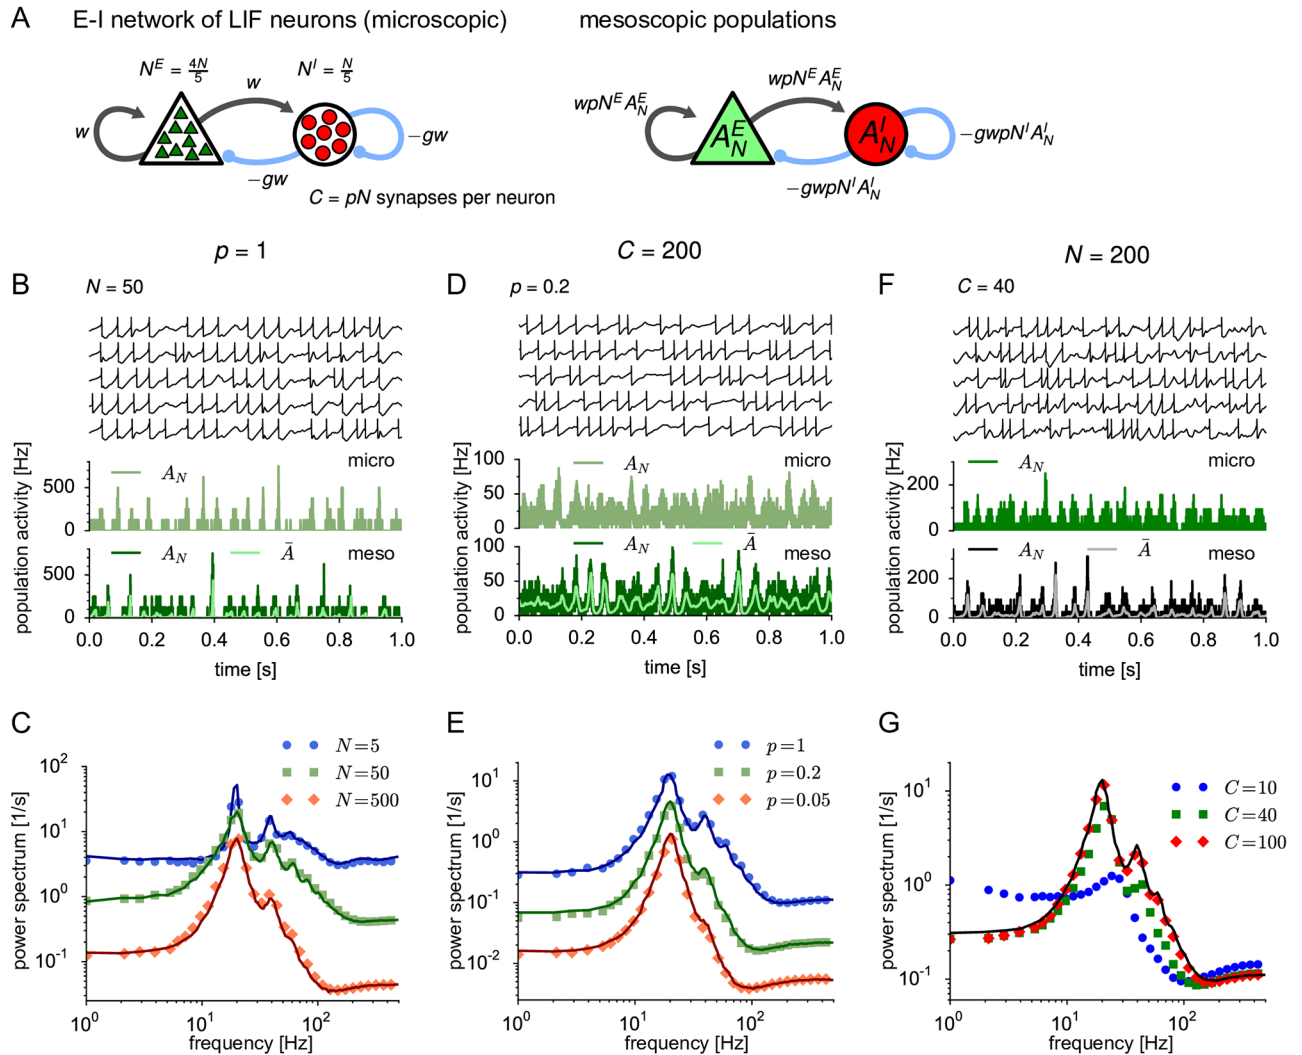 A E-I network of LIF neurons (microscopic) mesoscopic populations
N^E = 4N/5 N^I = N/5
w w -gw -gw
C = pN synapses per neuron
wpN^E A_N^E wpN^E A_N^E
A_N^E A_N^I
-gwpN^I A_N^I
-gwpN^I A_N^I
p = 1 C = 200 N = 200
B N = 50
population activity [Hz]
500
0
A_N micro
500
0
A_N Ā meso
0.0 0.2 0.4 0.6 0.8 1.0
time [s]
D p = 0.2
population activity [Hz]
100
50
0
A_N micro
100
50
0
A_N Ā meso
0.0 0.2 0.4 0.6 0.8 1.0
time [s]
F C = 40
population activity [Hz]
200
0
A_N micro
200
0
A_N Ā meso
0.0 0.2 0.4 0.6 0.8 1.0
time [s]
C
power spectrum [1/s]
10^2
10^1
10^0
10^-1
N=5
N=50
N=500
10^0 10^1 10^2
frequency [Hz]
E
power spectrum [1/s]
10^1
10^0
10^-1
10^-2
p=1
p=0.2
p=0.05
10^0 10^1 10^2
frequency [Hz]
G
power spectrum [1/s]
10^1
10^0
10^-1
C=10
C=40
C=100
10^0 10^1 10^2
frequency [Hz]